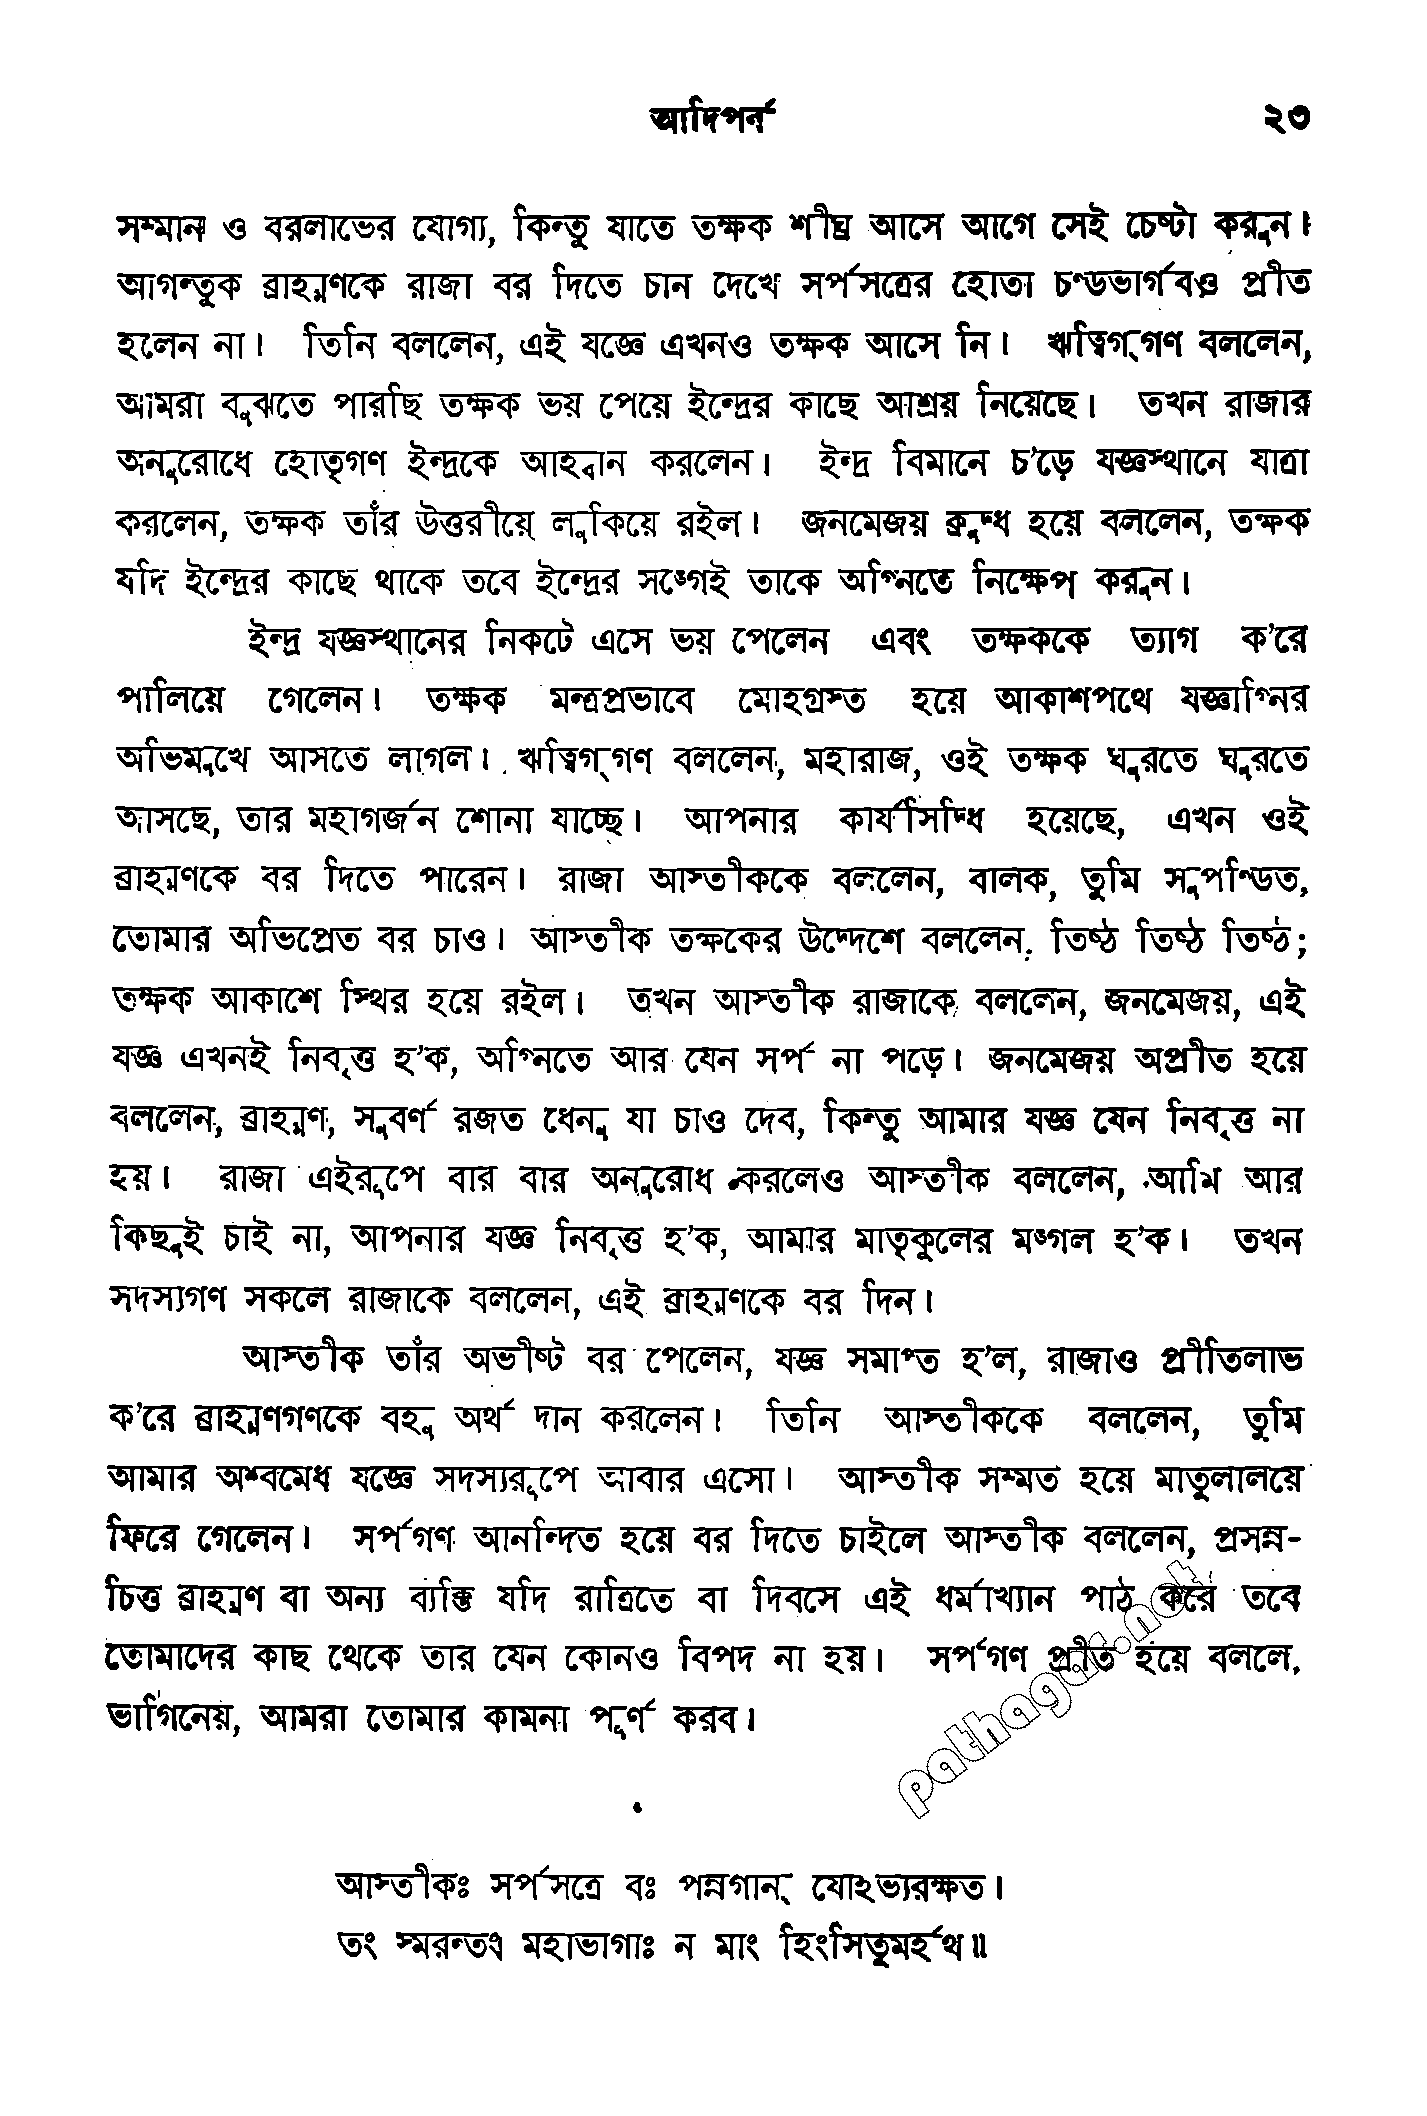 আদিপর্ব ২৩
সম্মান ও বরলাভের যোগ্য, কিন্তু যাতে তক্ষক শীঘ্র আসে আগে সেই চেষ্টা করুন।
আগন্তুক ব্রাহ্মণকে রাজা বর দিতে চান দেখে সর্পসত্রের হোতা চণ্ডভার্গবও প্রীত
হলেন না। তিনি বললেন, এই যজ্ঞে এখনও তক্ষক আসে নি। ঋত্বিগ্‌গণ বললেন,
আমরা বুঝতে পারছি তক্ষক ভয় পেয়ে ইন্দ্রের কাছে আশ্রয় নিয়েছে। তখন রাজার
অনুরোধে হোতৃগণ ইন্দ্রকে আহ্বান করলেন। ইন্দ্র বিমানে চ'ড়ে যজ্ঞস্থানে যাত্রা
করলেন, তক্ষক তাঁর উত্তরীয়ে লুকিয়ে রইল। জনমেজয় ক্রুদ্ধ হয়ে বললেন, তক্ষক
যদি ইন্দ্রের কাছে থাকে তবে ইন্দ্রের সঙ্গেই তাকে অগ্নিতে নিক্ষেপ করুন।
ইন্দ্র যজ্ঞস্থানের নিকটে এসে ভয় পেলেন এবং তক্ষককে ত্যাগ ক'রে
পালিয়ে গেলেন। তক্ষক মন্ত্রপ্রভাবে মোহগ্রস্ত হয়ে আকাশপথে যজ্ঞাগ্নির
অভিমুখে আসতে লাগল। ঋত্বিগ্‌গণ বললেন, মহারাজ, ওই তক্ষক ঘুরতে ঘুরতে
আসছে, তার মহাগর্জন শোনা যাচ্ছে। আপনার কার্যসিদ্ধি হয়েছে, এখন ওই
ব্রাহ্মণকে বর দিতে পারেন। রাজা আস্তীককে বললেন, বালক, তুমি সুপণ্ডিত,
তোমার অভিপ্রেত বর চাও। আস্তীক তক্ষকের উদ্দেশে বললেন, তিষ্ঠ তিষ্ঠ তিষ্ঠ;
তক্ষক আকাশে স্থির হয়ে রইল। তখন আস্তীক রাজাকে বললেন, জনমেজয়, এই
যজ্ঞ এখনই নিবৃত্ত হ'ক, অগ্নিতে আর যেন সর্প না পড়ে। জনমেজয় অপ্রীত হয়ে
বললেন, ব্রাহ্মণ, সুবর্ণ রজত ধেনু যা চাও দেব, কিন্তু আমার যজ্ঞ যেন নিবৃত্ত না
হয়। রাজা এইরূপে বার বার অনুরোধ করলেও আস্তীক বললেন, আমি আর
কিছুই চাই না, আপনার যজ্ঞ নিবৃত্ত হ'ক, আমার মাতৃকুলের মঙ্গল হ'ক। তখন
সদস্যগণ সকলে রাজাকে বললেন, এই ব্রাহ্মণকে বর দিন।
আস্তীক তাঁর অভীষ্ট বর পেলেন, যজ্ঞ সমাপ্ত হ'ল, রাজাও প্রীতিলাভ
ক'রে ব্রাহ্মণগণকে বহু অর্থ দান করলেন। তিনি আস্তীককে বললেন, তুমি
আমার অশ্বমেধ যজ্ঞে সদস্যরূপে আবার এসো। আস্তীক সম্মত হয়ে মাতুলালয়ে
ফিরে গেলেন। সর্পগণ আনন্দিত হয়ে বর দিতে চাইলে আস্তীক বললেন, প্রসন্ন-
চিত্ত ব্রাহ্মণ বা অন্য ব্যক্তি যদি রাত্রিতে বা দিবসে এই ধর্মাখ্যান পাঠ করে তবে
তোমাদের কাছ থেকে তার যেন কোনও বিপদ না হয়। সর্পগণ প্রীত হয়ে বললে,
ভাগিনেয়, আমরা তোমার কামনা পূর্ণ করব।
pathagar.net
আস্তীকঃ সর্পসত্রে বঃ পন্নগান্ যোঽভ্যরক্ষত।
তং স্মরন্তং মহাভাগাঃ ন মাং হিংসিতুমর্হথ॥